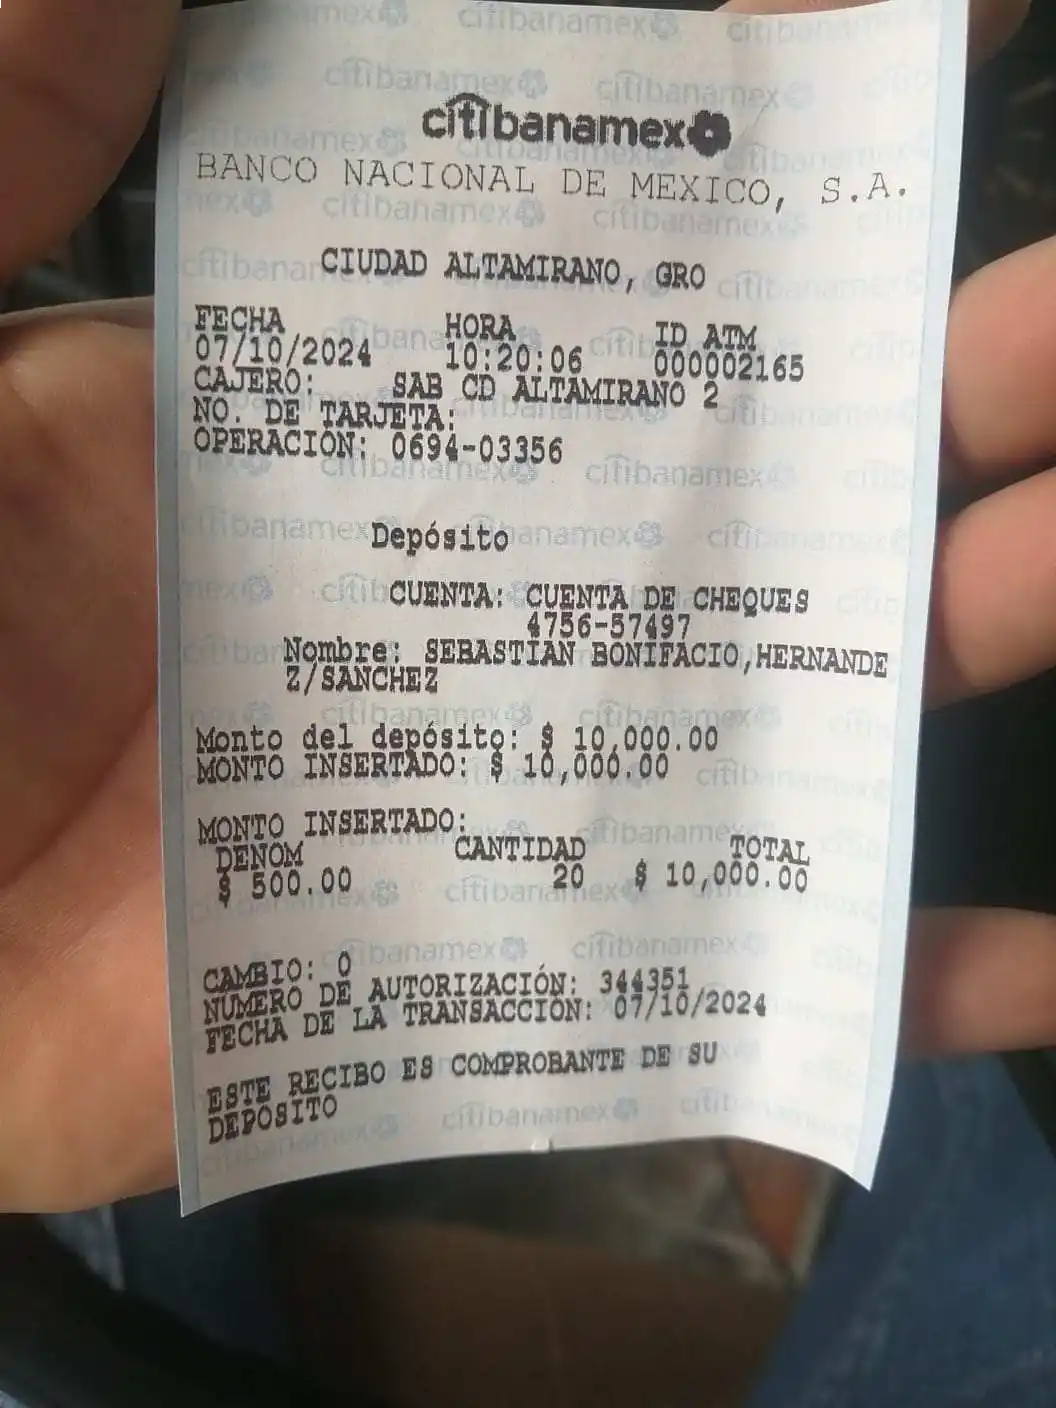 citibanamex
BANCO NACIONAL DE MEXICO, S.A.
CIUDAD ALTAMIRANO, GRO
FECHA HORA ID ATM
07/10/2024 10:20:06 000002165
CAJERO: SAB CD ALTAMIRANO 2
NO. DE TARJETA:
OPERACIÓN: 0694-03356
Depósito
CUENTA: CUENTA DE CHEQUES
4756-57497
Nombre: SEBASTIAN BONIFACIO,HERNANDE
Z/SANCHEZ
Monto del depósito: $ 10,000.00
MONTO INSERTADO: $ 10,000.00
MONTO INSERTADO:
DENOM CANTIDAD TOTAL
$ 500.00 20 $ 10,000.00
CAMBIO: 0
NUMERO DE AUTORIZACIÓN: 344351
FECHA DE LA TRANSACCIÓN: 07/10/2024
ESTE RECIBO ES COMPROBANTE DE SU
DEPÓSITO